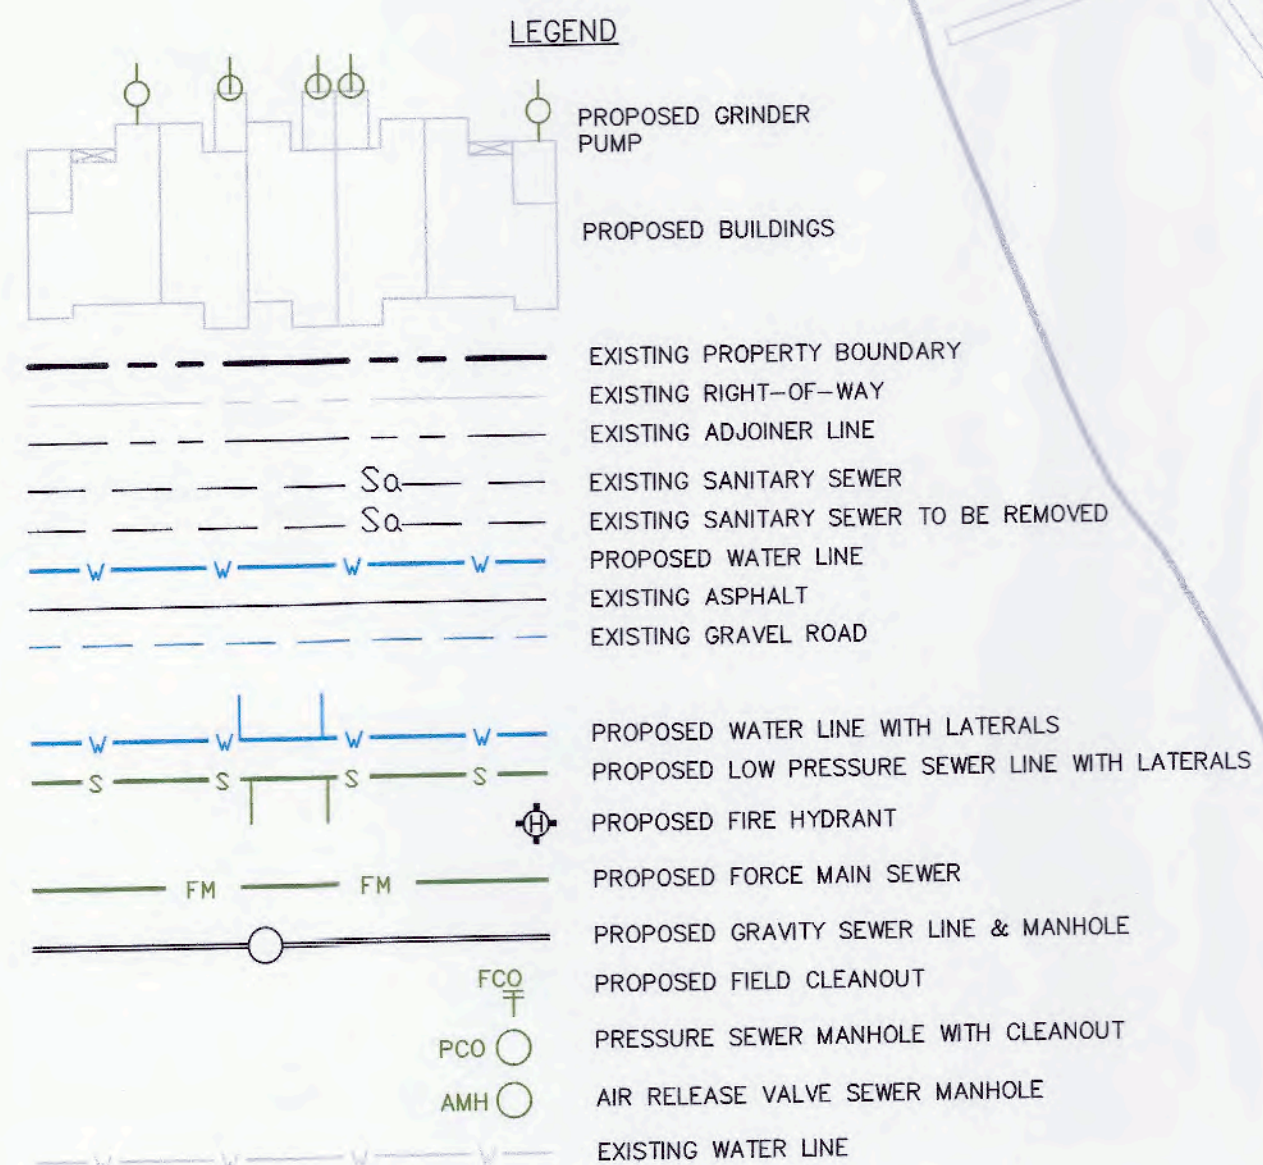 LEGEND
PROPOSED GRINDER
PUMP
PROPOSED BUILDINGS
EXISTING PROPERTY BOUNDARY
EXISTING RIGHT-OF-WAY
EXISTING ADJOINER LINE
Sa EXISTING SANITARY SEWER
Sa EXISTING SANITARY SEWER TO BE REMOVED
W W W W PROPOSED WATER LINE
EXISTING ASPHALT
EXISTING GRAVEL ROAD
W W W W PROPOSED WATER LINE WITH LATERALS
S S S S PROPOSED LOW PRESSURE SEWER LINE WITH LATERALS
H PROPOSED FIRE HYDRANT
FM FM PROPOSED FORCE MAIN SEWER
PROPOSED GRAVITY SEWER LINE & MANHOLE
FCO PROPOSED FIELD CLEANOUT
PCO PRESSURE SEWER MANHOLE WITH CLEANOUT
AMH AIR RELEASE VALVE SEWER MANHOLE
W W W W EXISTING WATER LINE